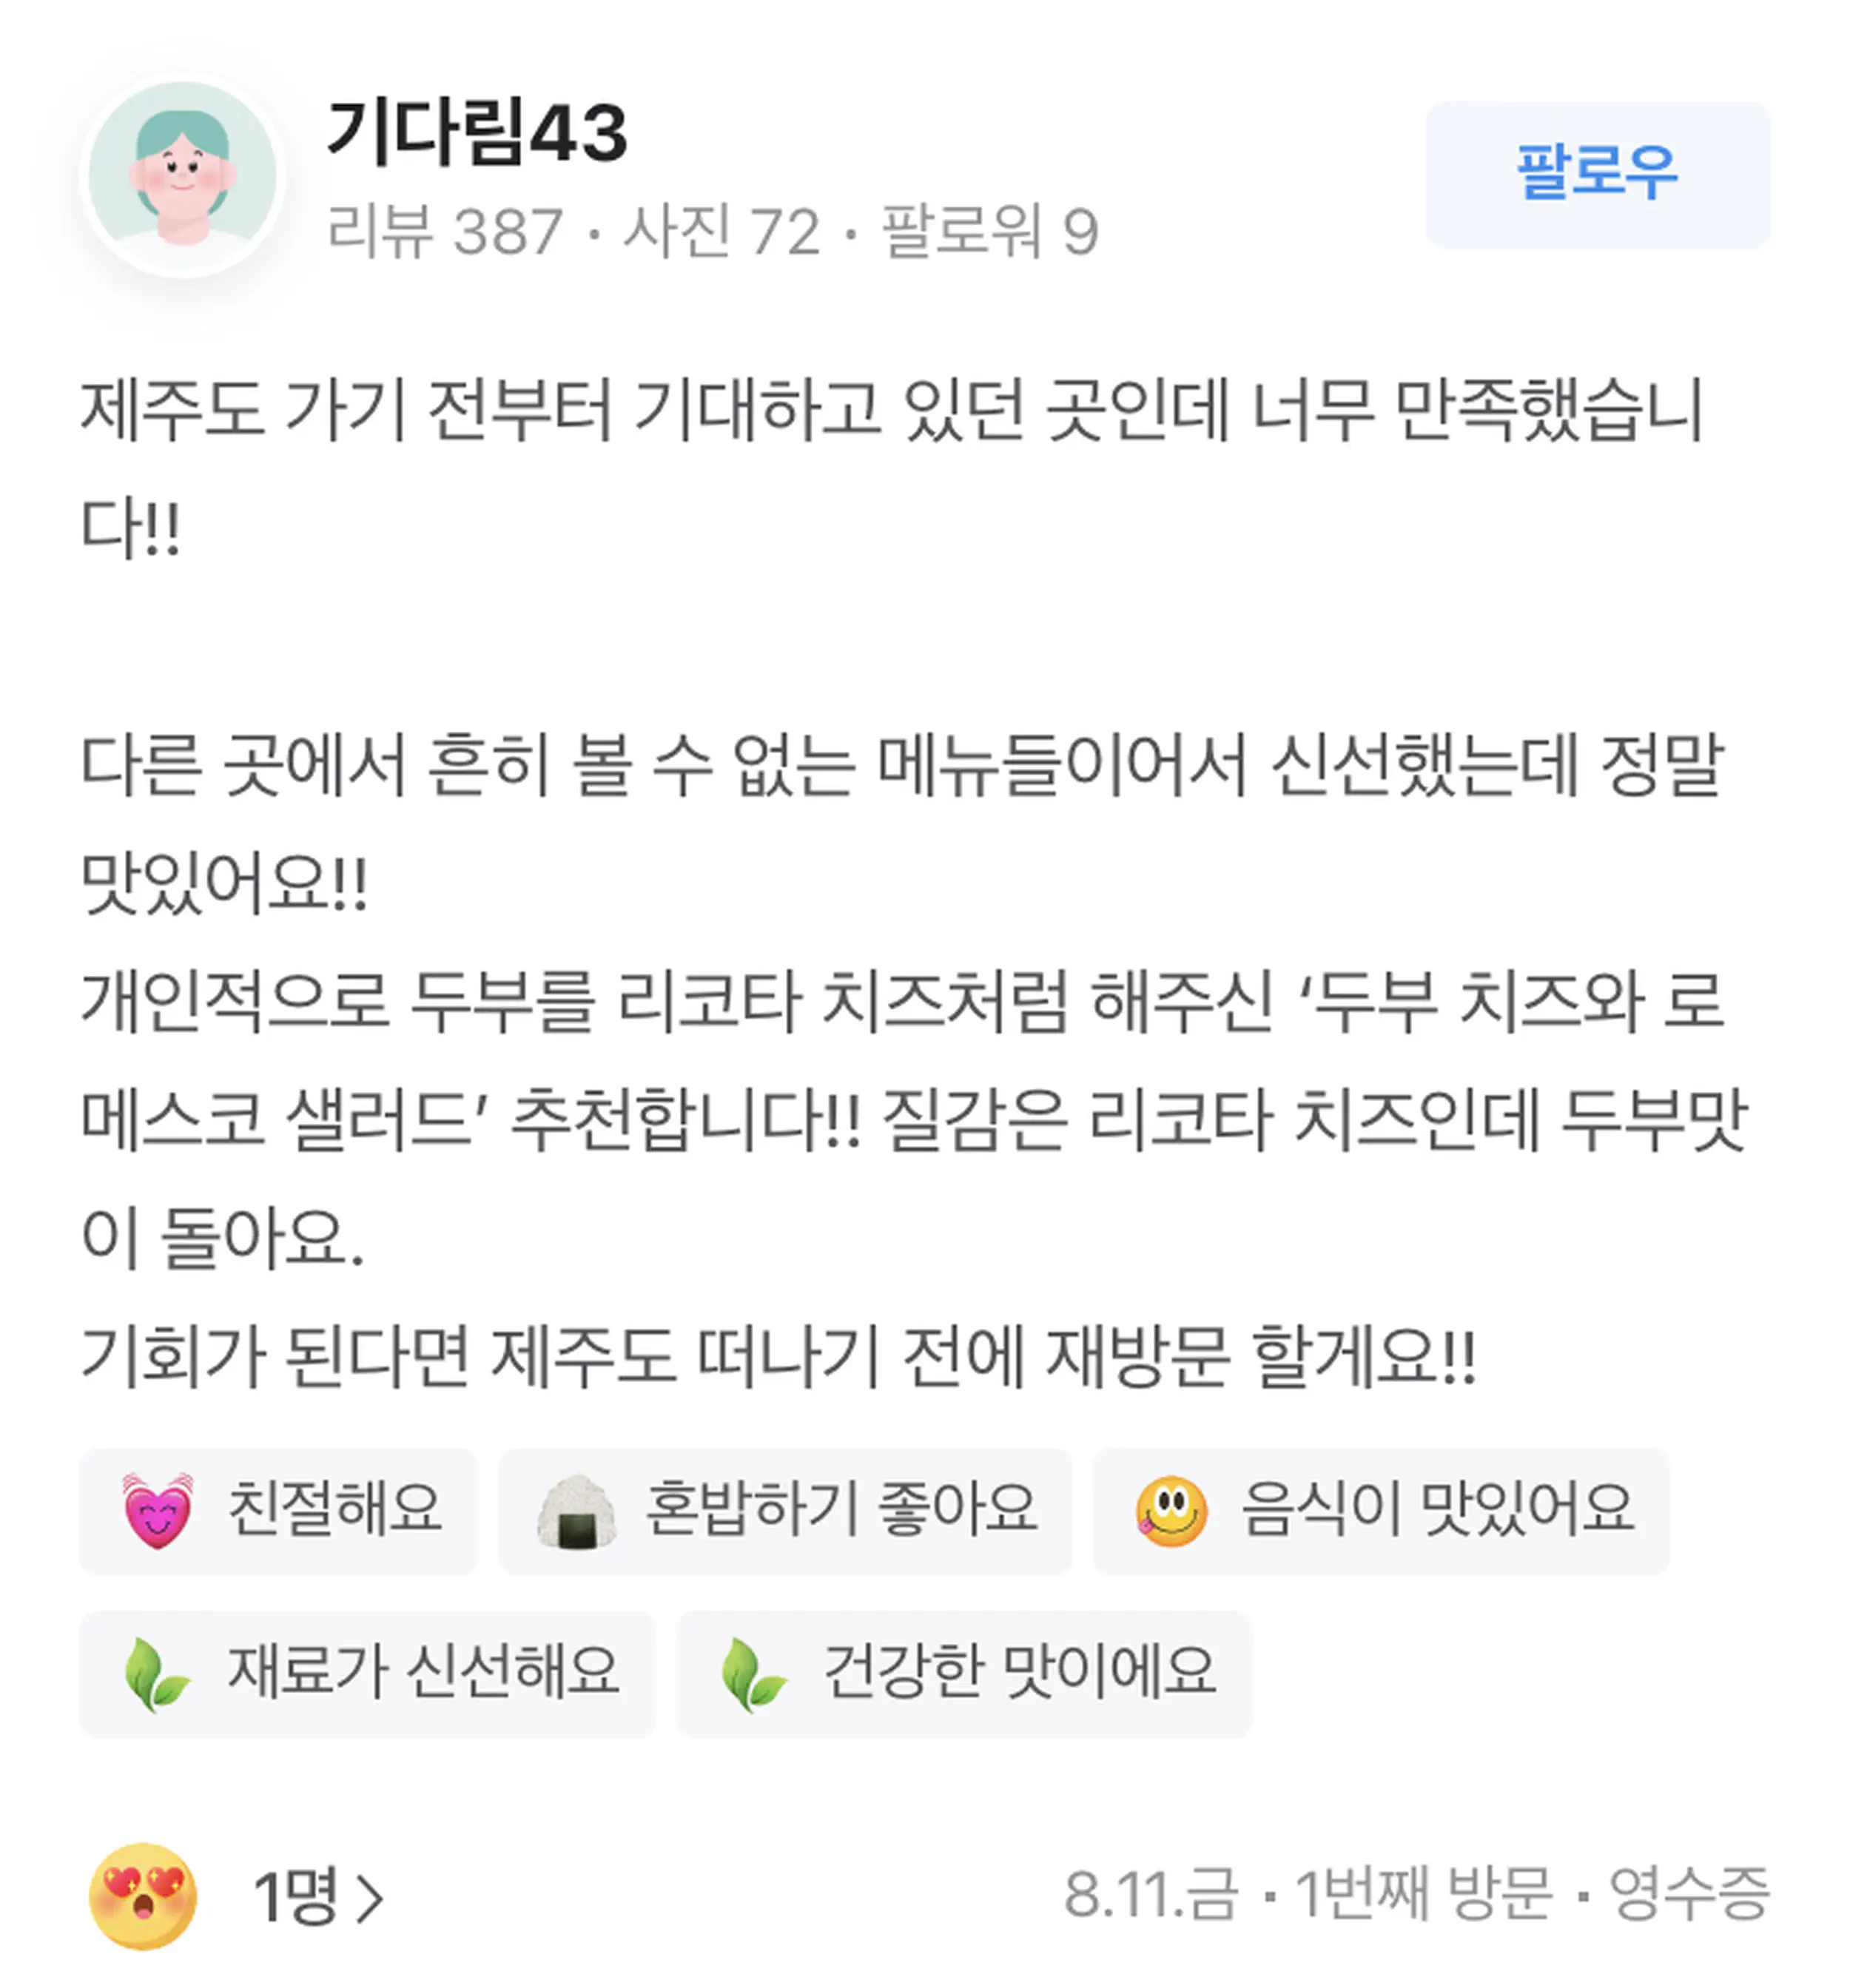 기다림43
팔로우
리뷰 387 · 사진 72 · 팔로워 9
제주도 가기 전부터 기대하고 있던 곳인데 너무 만족했습니
다!!
다른 곳에서 흔히 볼 수 없는 메뉴들이어서 신선했는데 정말
맛있어요!!
개인적으로 두부를 리코타 치즈처럼 해주신 ‘두부 치즈와 로
메스코 샐러드’ 추천합니다!! 질감은 리코타 치즈인데 두부맛
이 돌아요.
기회가 된다면 제주도 떠나기 전에 재방문 할게요!!
친절해요 혼밥하기 좋아요 음식이 맛있어요
재료가 신선해요 건강한 맛이에요
1명 > 8.11.금 · 1번째 방문 · 영수증